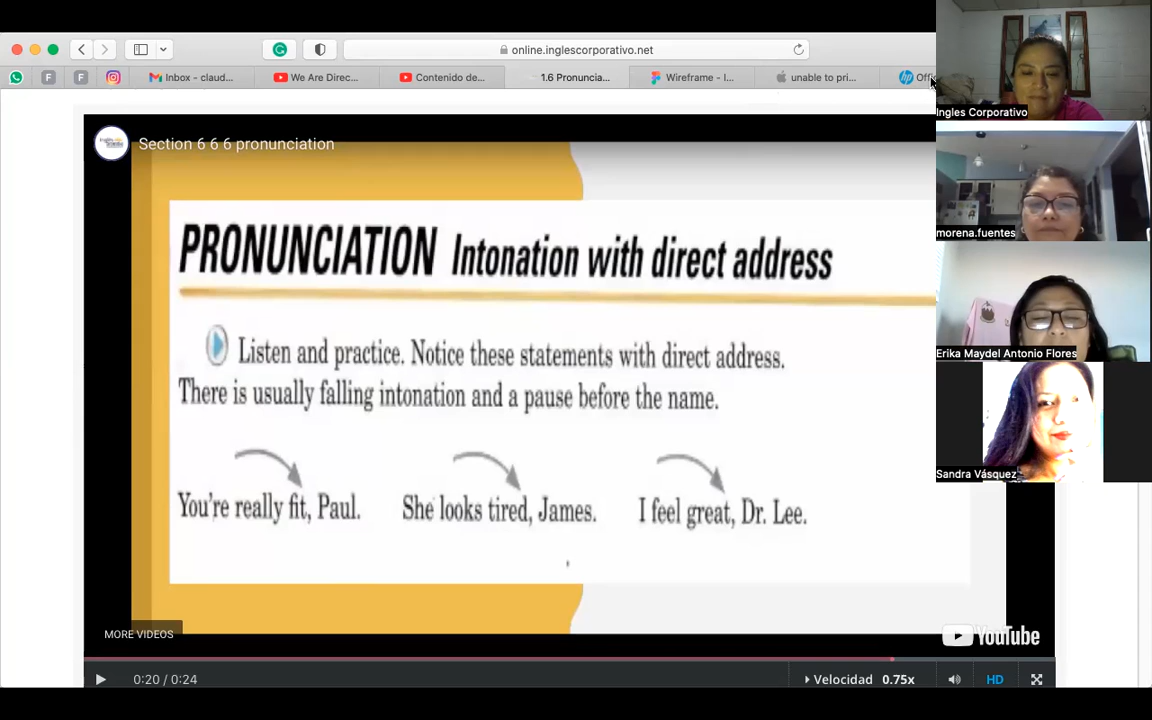 online.inglescorporativo.net
Inbox - claud...
We Are Direc...
Contenido de...
1.6 Pronuncia...
Wireframe - I...
unable to pri...
hp Offi
Section 6 6 6 pronunciation
PRONUNCIATION Intonation with direct address
Listen and practice. Notice these statements with direct address.
There is usually falling intonation and a pause before the name.
You're really fit, Paul. She looks tired, James. I feel great, Dr. Lee.
MORE VIDEOS
YouTube
0:20 / 0:24
Velocidad 0.75x
HD
Ingles Corporativo
morena.fuentes
Erika Maydel Antonio Flores
Sandra Vásquez